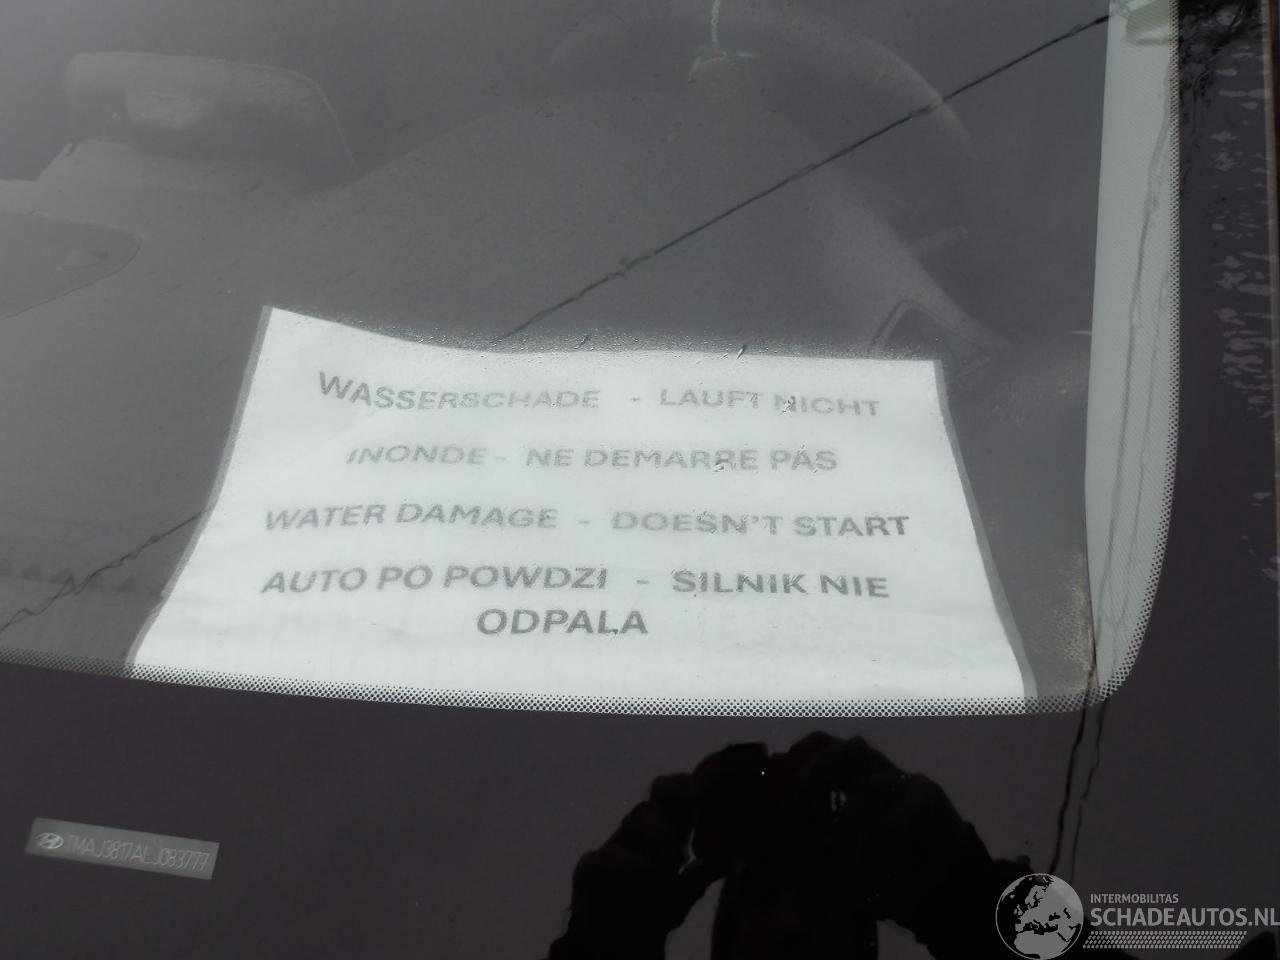 WASSERSCHADE - LAUFT NICHT
INONDE - NE DEMARRE PAS
WATER DAMAGE - DOESN'T START
AUTO PO POWDZI - SILNIK NIE
ODPALA
TMAJ3817ALJ083777
INTERMOBILITAS
SCHADEAUTOS.NL